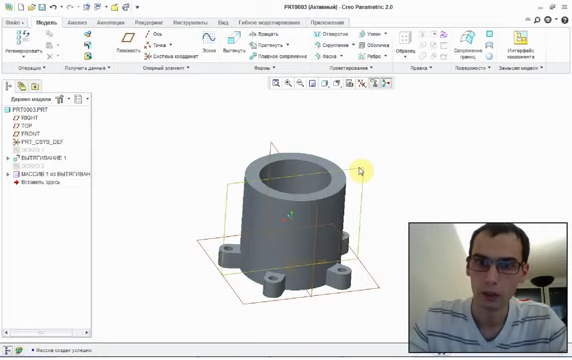 PRT0003 (Активный) - Creo Parametric 2.0
Файл
Модель
Анализ
Аннотации
Рендеринг
Инструменты
Вид
Гибкое моделирование
Приложения
Регенерировать
Плоскость
Ось
Точка
Система координат
Эскиз
Вытянуть
Вращать
Протянуть
Плавное сопряжение
Отверстие
Скругление
Фаска
Уклон
Оболочка
Ребро
Образец
Сопряжение границ
Интерфейс компонента
Операции
Получить данные
Опорный элемент
Формы
Проектирование
Правка
Поверхности
Замысел модели
Дерево модели
PRT0003.PRT
RIGHT
TOP
FRONT
PRT_CSYS_DEF
ЭСКИЗ 1
ВЫТЯГИВАНИЕ 1
ЭСКИЗ 2
МАССИВ 1 из ВЫТЯГИВАН
Вставить здесь
Массив создан успешно.